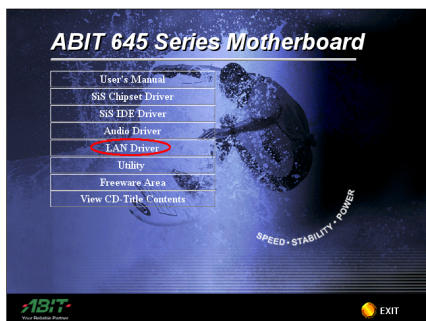 ABIT 645 Series Motherboard
User's Manual
SiS Chipset Driver
SiS IDE Driver
Audio Driver
LAN Driver
Utility
Freeware Area
View CD-Title Contents
SPEED · STABILITY · POWER
ABIT
Your Reliable Partner
EXIT